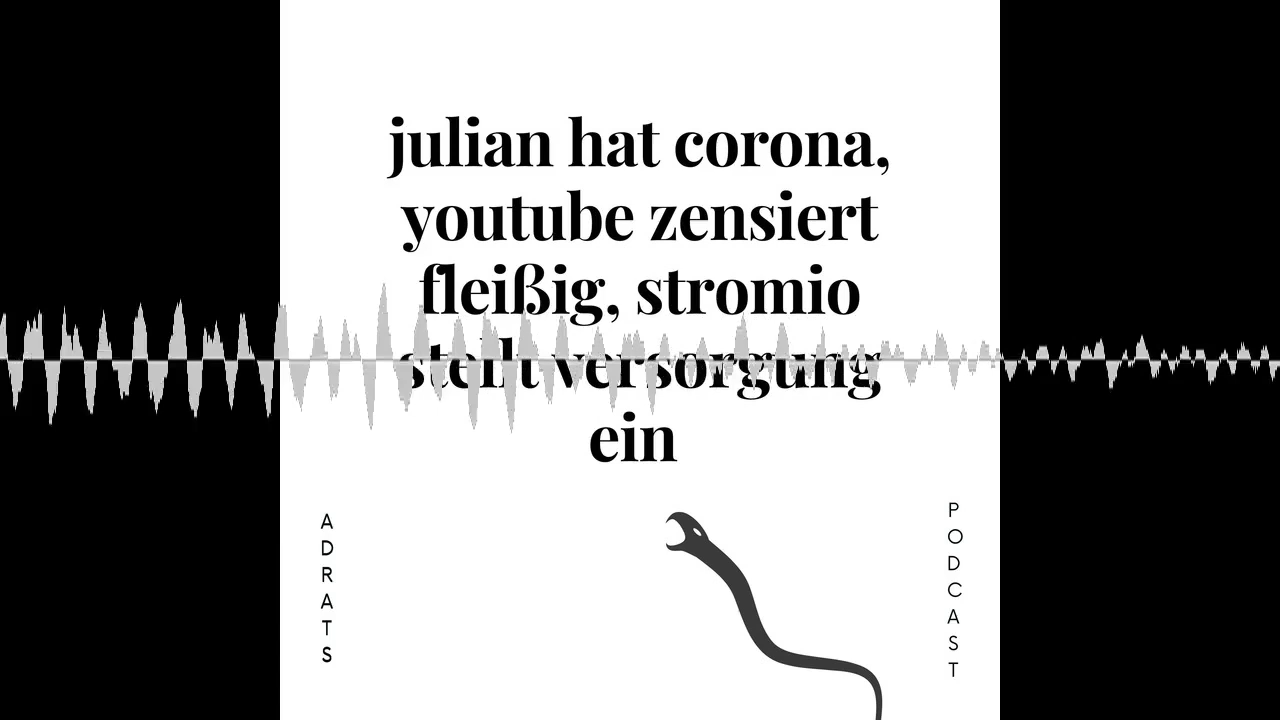 julian hat corona,
youtube zensiert
fleißig, stromio
stellt versorgung
ein
ADRATS
PODCAST